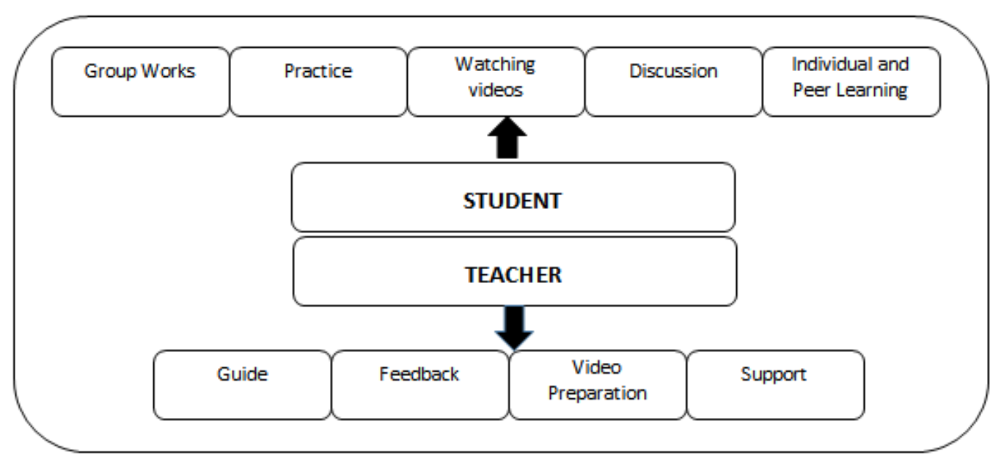 Group Works
Practice
Watching
videos
Discussion
Individual and
Peer Learning
STUDENT
TEACHER
Guide
Feedback
Video
Preparation
Support